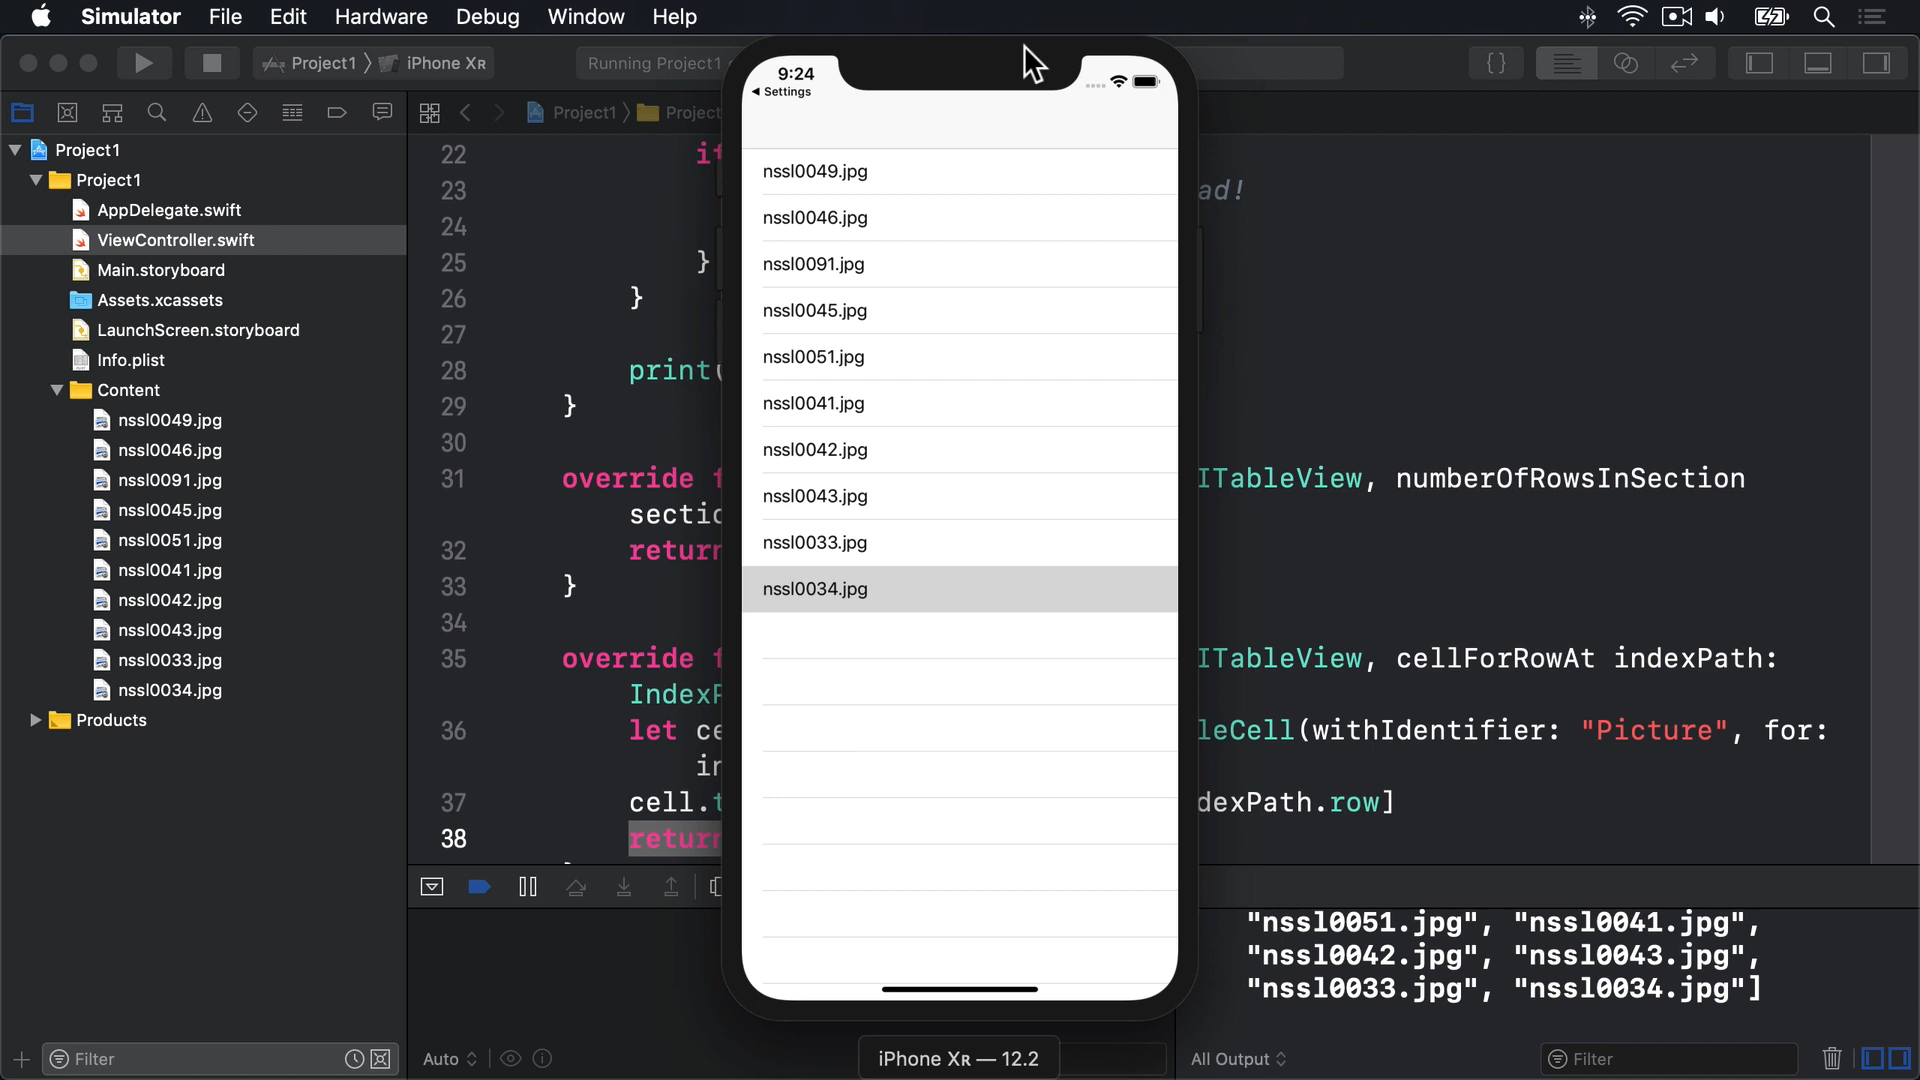 Simulator File Edit Hardware Debug Window Help
Project1 iPhone XR
Running Project1
9:24
Settings
Project1
Project1
AppDelegate.swift
ViewController.swift
Main.storyboard
Assets.xcassets
LaunchScreen.storyboard
Info.plist
Content
nssl0049.jpg
nssl0046.jpg
nssl0091.jpg
nssl0045.jpg
nssl0051.jpg
nssl0041.jpg
nssl0042.jpg
nssl0043.jpg
nssl0033.jpg
nssl0034.jpg
Products
Filter
Project1 Project
22
23 ad!
24
25 }
26 }
27
28 print(
29 }
30
31 override f ITableView, numberOfRowsInSection
sectio
32 return
33 }
34
35 override f ITableView, cellForRowAt indexPath:
IndexP
36 let ce leCell(withIdentifier: "Picture", for:
in
37 cell.t dexPath.row]
38 return
nssl0049.jpg
nssl0046.jpg
nssl0091.jpg
nssl0045.jpg
nssl0051.jpg
nssl0041.jpg
nssl0042.jpg
nssl0043.jpg
nssl0033.jpg
nssl0034.jpg
"nssl0051.jpg", "nssl0041.jpg",
"nssl0042.jpg", "nssl0043.jpg",
"nssl0033.jpg", "nssl0034.jpg"]
Auto
iPhone XR — 12.2
All Output
Filter